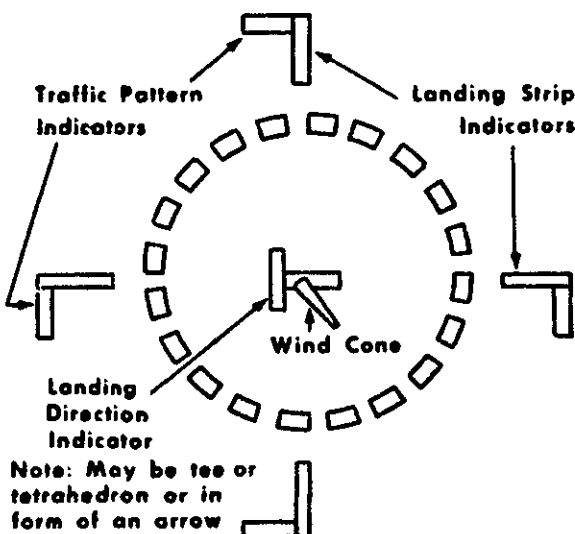 Traffic Pattern
Indicators
Landing Strip
Indicators
Wind Cone
Landing
Direction
Indicator
Note: May be tee or
tetrahedron or in
form of an arrow